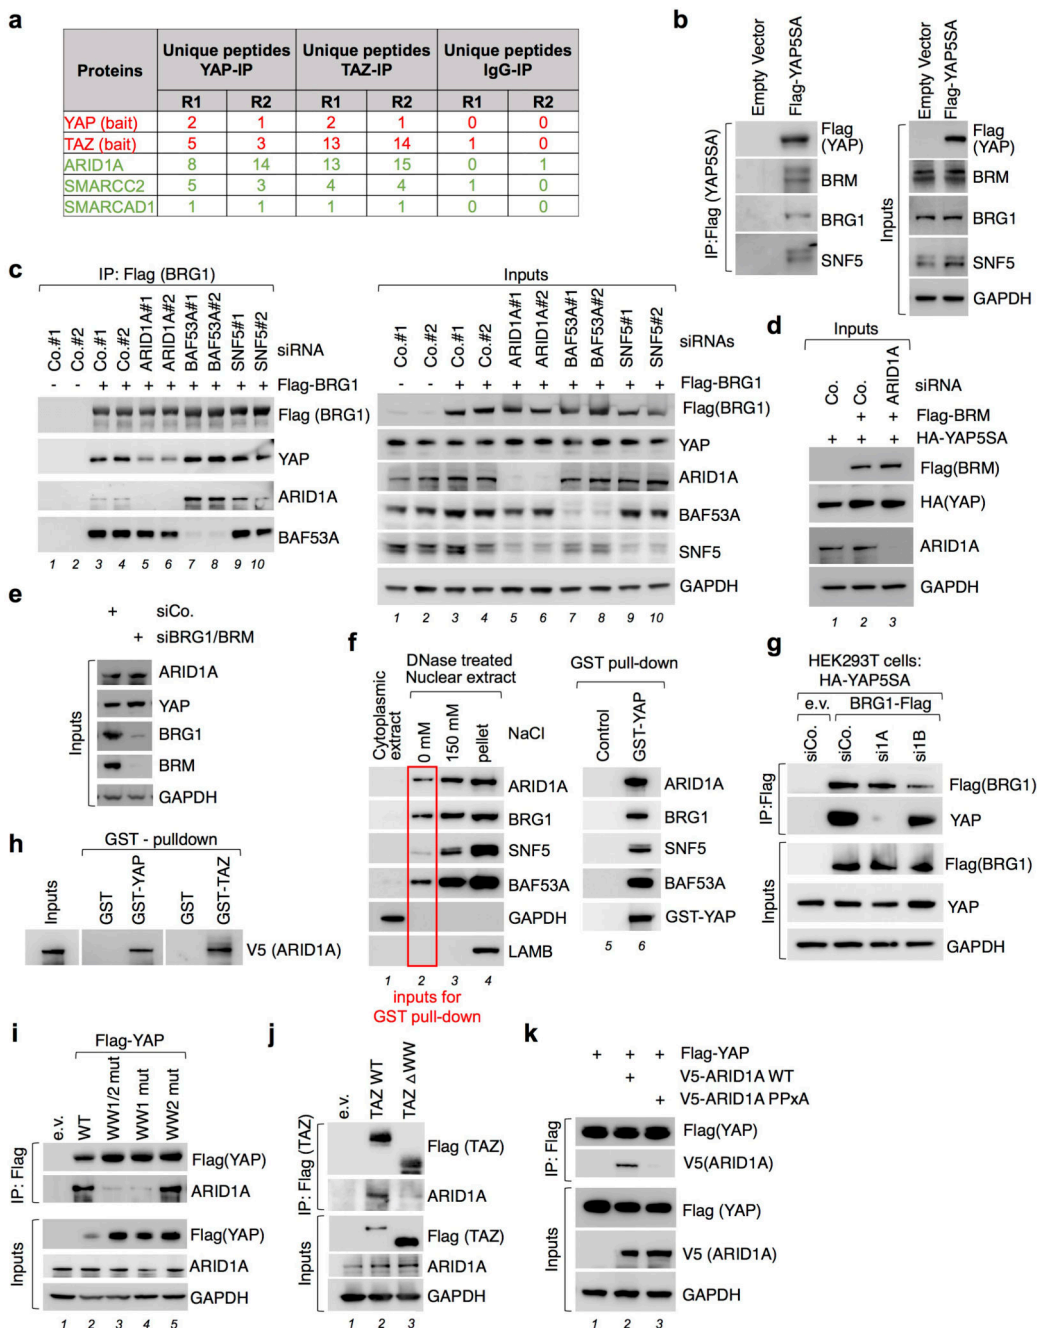 a
Proteins
Unique peptides YAP-IP
Unique peptides TAZ-IP
Unique peptides IgG-IP
R1 R2 R1 R2 R1 R2
YAP (bait) 2 1 2 1 0 0
TAZ (bait) 5 3 13 14 1 0
ARID1A 8 14 13 15 0 1
SMARCC2 5 3 4 4 1 0
SMARCAD1 1 1 1 1 0 0
b
Empty Vector
Flag-YAP5SA
IP:Flag (YAP5SA)
Flag (YAP)
BRM
BRG1
SNF5
Empty Vector
Flag-YAP5SA
Inputs
Flag (YAP)
BRM
BRG1
SNF5
GAPDH
c
IP: Flag (BRG1)
Co.#1 Co.#2 Co.#1 Co.#2 ARID1A#1 ARID1A#2 BAF53A#1 BAF53A#2 SNF5#1 SNF5#2 siRNA
- - + + + + + + + + Flag-BRG1
Flag (BRG1)
YAP
ARID1A
BAF53A
1 2 3 4 5 6 7 8 9 10
Inputs
Co.#1 Co.#2 Co.#1 Co.#2 ARID1A#1 ARID1A#2 BAF53A#1 BAF53A#2 SNF5#1 SNF5#2 siRNAs
- - + + + + + + + + Flag-BRG1
Flag(BRG1)
YAP
ARID1A
BAF53A
SNF5
GAPDH
1 2 3 4 5 6 7 8 9 10
d
Inputs
Co. Co. ARID1A siRNA
+ + Flag-BRM
+ + + HA-YAP5SA
Flag(BRM)
HA(YAP)
ARID1A
GAPDH
1 2 3
e
+ siCo.
+ siBRG1/BRM
Inputs
ARID1A
YAP
BRG1
BRM
GAPDH
f
DNase treated
Nuclear extract
Cytoplasmic extract
0 mM 150 mM pellet NaCl
ARID1A
BRG1
SNF5
BAF53A
GAPDH
LAMB
1 2 3 4
inputs for
GST pull-down
GST pull-down
Control
GST-YAP
ARID1A
BRG1
SNF5
BAF53A
GST-YAP
5 6
g
HEK293T cells:
HA-YAP5SA
e.v. BRG1-Flag
siCo. siCo. si1A si1B
IP:Flag
Flag(BRG1)
YAP
Inputs
Flag(BRG1)
YAP
GAPDH
h
GST - pulldown
Inputs GST GST-YAP GST GST-TAZ
V5 (ARID1A)
i
Flag-YAP
e.v. WT WW1/2 mut WW1 mut WW2 mut
IP: Flag
Flag(YAP)
ARID1A
Inputs
Flag(YAP)
ARID1A
GAPDH
1 2 3 4 5
j
e.v. TAZ WT TAZ △WW
IP: Flag (TAZ)
Flag (TAZ)
ARID1A
Inputs
Flag (TAZ)
ARID1A
GAPDH
1 2 3
k
+ + + Flag-YAP
+ V5-ARID1A WT
+ V5-ARID1A PPxA
IP: Flag
Flag(YAP)
V5(ARID1A)
Inputs
Flag (YAP)
V5 (ARID1A)
GAPDH
1 2 3